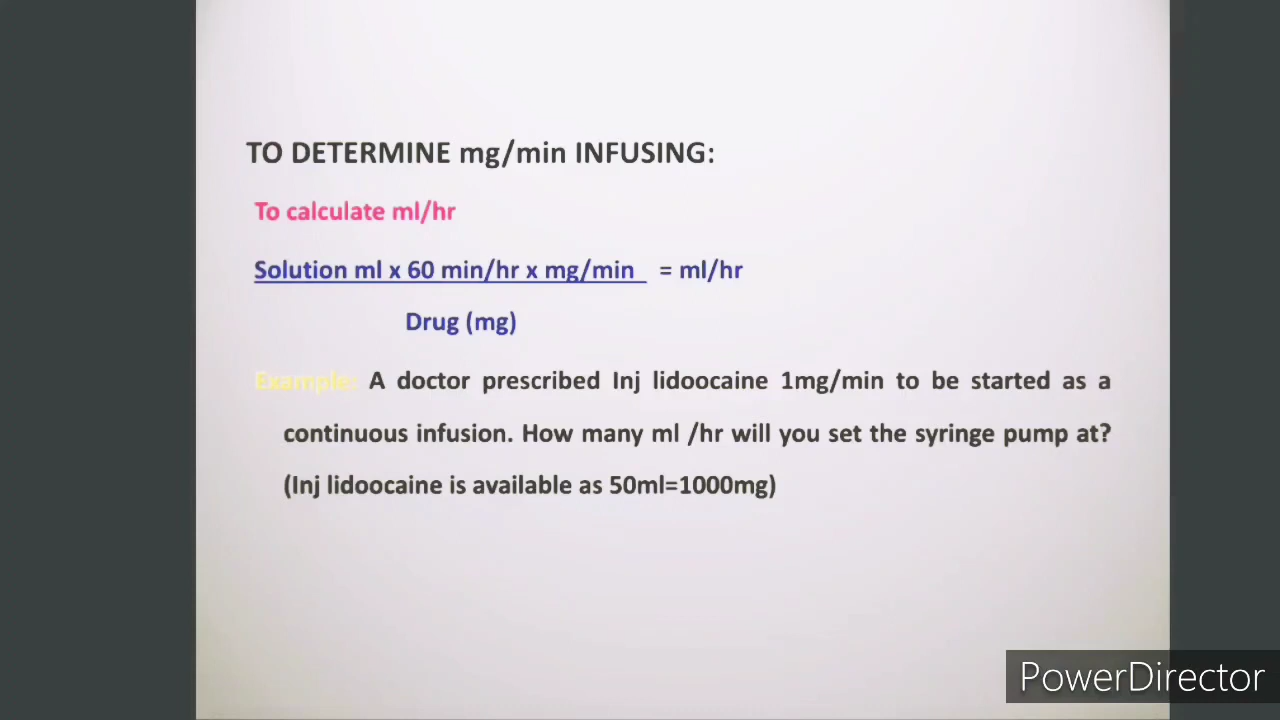 TO DETERMINE mg/min INFUSING:
To calculate ml/hr
Solution ml x 60 min/hr x mg/min = ml/hr
Drug (mg)
Example: A doctor prescribed Inj lidoocaine 1mg/min to be started as a
continuous infusion. How many ml /hr will you set the syringe pump at?
(Inj lidoocaine is available as 50ml=1000mg)
PowerDirector